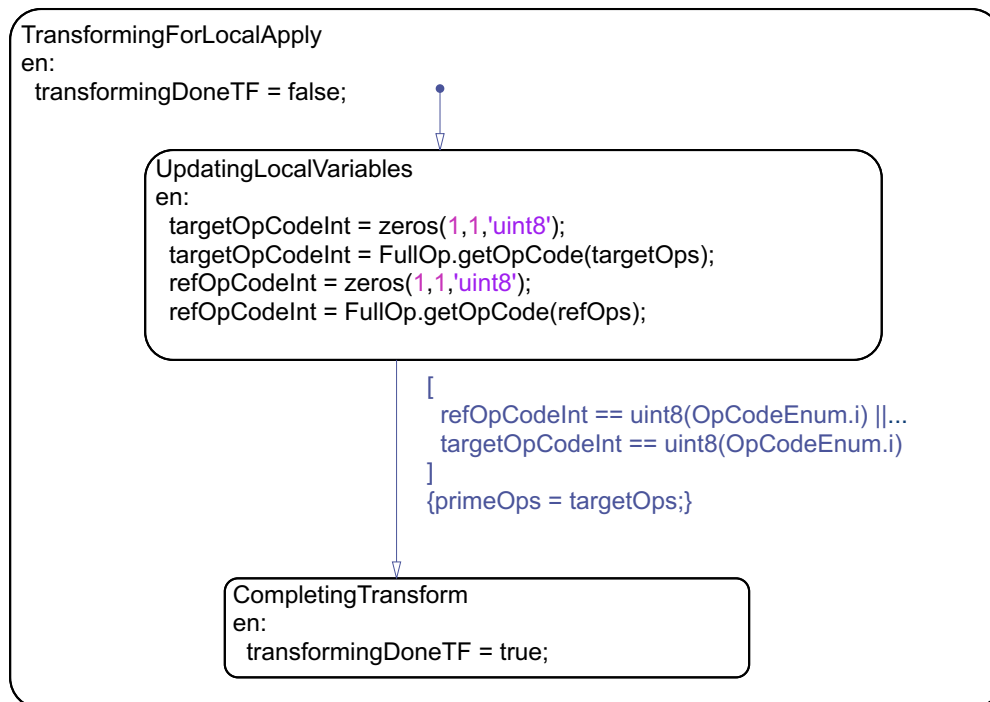 TransformingForLocalApply
en:
transformingDoneTF = false;
UpdatingLocalVariables
en:
targetOpCodeInt = zeros(1,1,'uint8');
targetOpCodeInt = FullOp.getOpCode(targetOps);
refOpCodeInt = zeros(1,1,'uint8');
refOpCodeInt = FullOp.getOpCode(refOps);
[
refOpCodeInt == uint8(OpCodeEnum.i) ||...
targetOpCodeInt == uint8(OpCodeEnum.i)
]
{primeOps = targetOps;}
CompletingTransform
en:
transformingDoneTF = true;